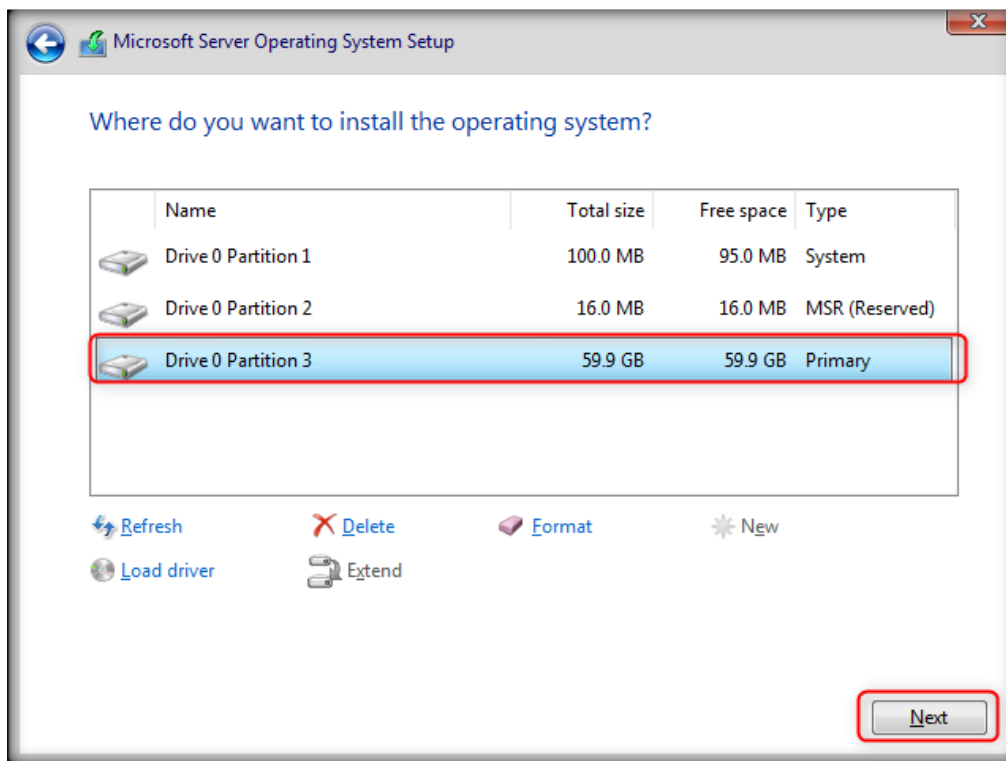 Microsoft Server Operating System Setup
Where do you want to install the operating system?
Name Total size Free space Type
Drive 0 Partition 1 100.0 MB 95.0 MB System
Drive 0 Partition 2 16.0 MB 16.0 MB MSR (Reserved)
Drive 0 Partition 3 59.9 GB 59.9 GB Primary
Refresh Delete Format New
Load driver Extend
Next